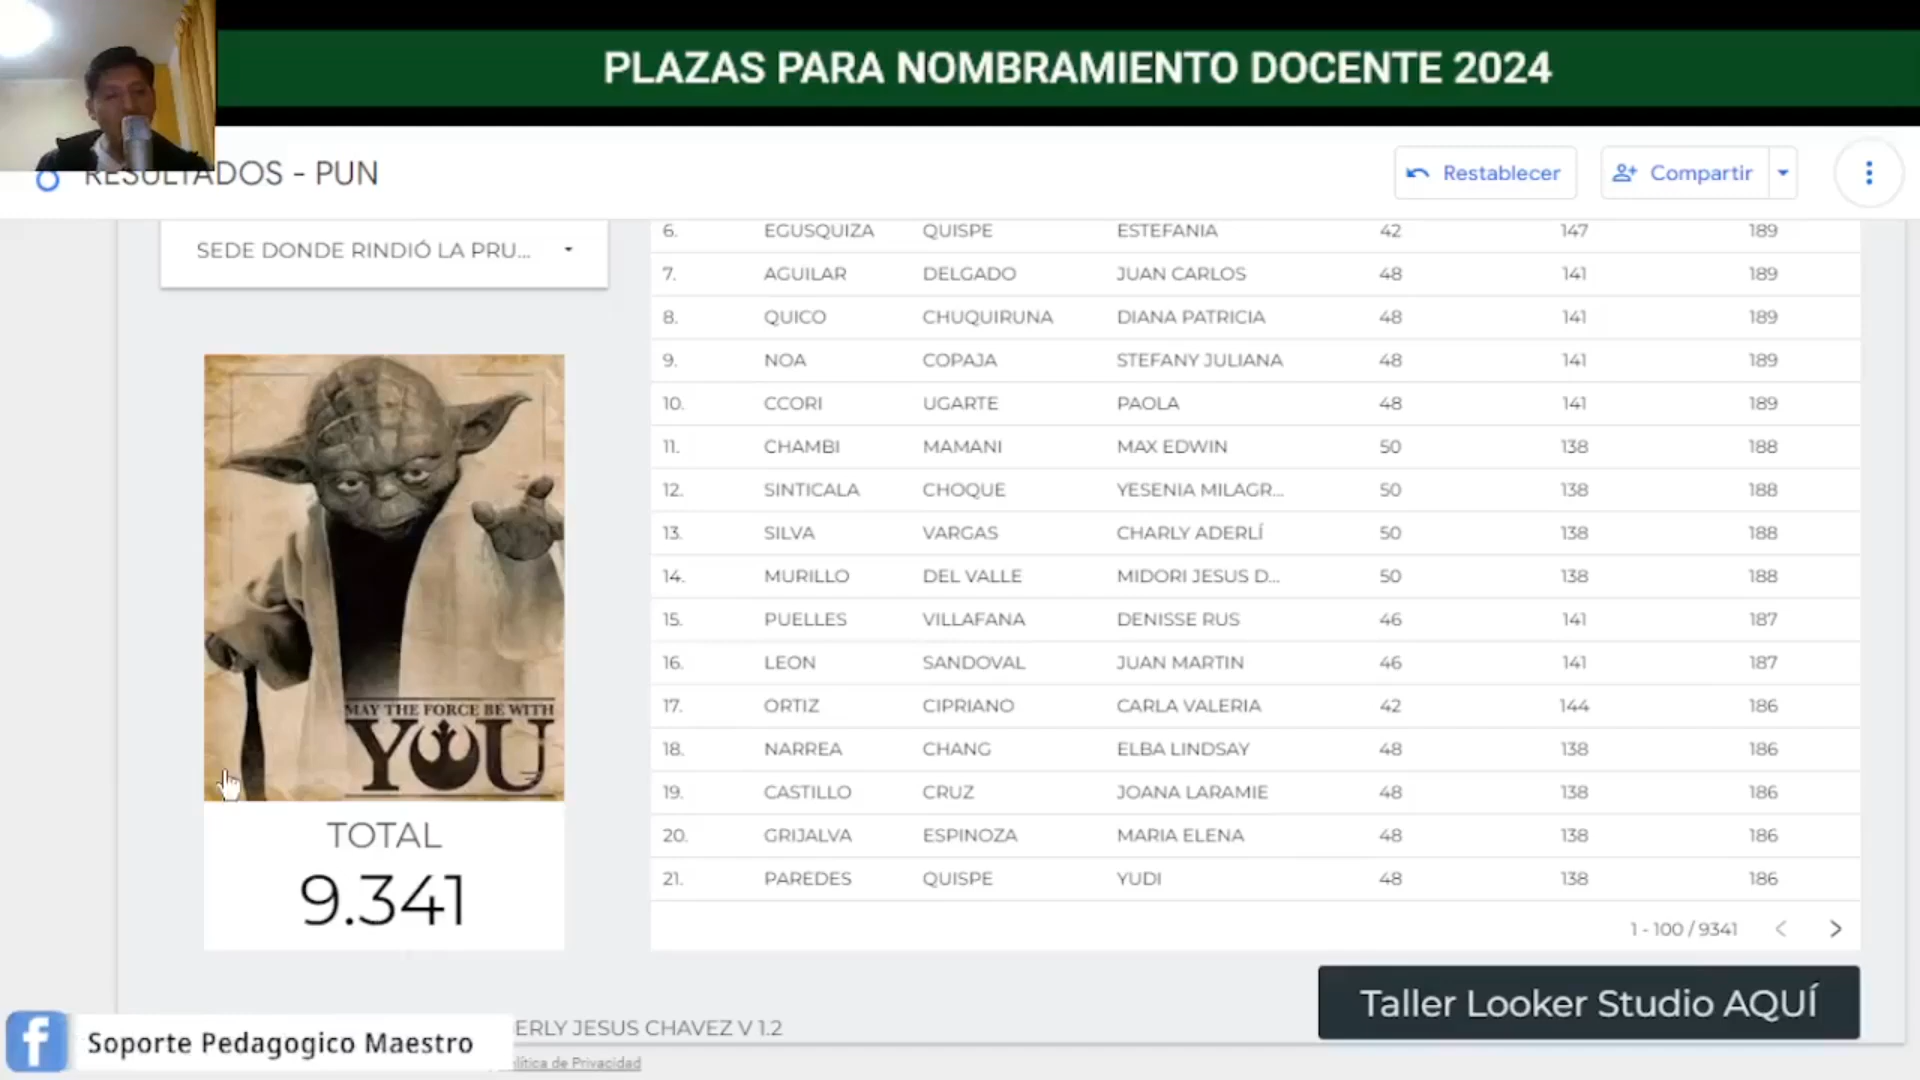 PLAZAS PARA NOMBRAMIENTO DOCENTE 2024
RESULTADOS - PUN
Restablecer
Compartir
SEDE DONDE RINDIÓ LA PRU...
6. EGUSQUIZA QUISPE ESTEFANIA 42 147 189
7. AGUILAR DELGADO JUAN CARLOS 48 141 189
8. QUICO CHUQUIRUNA DIANA PATRICIA 48 141 189
9. NOA COPAJA STEFANY JULIANA 48 141 189
10. CCORI UGARTE PAOLA 48 141 189
11. CHAMBI MAMANI MAX EDWIN 50 138 188
12. SINTICALA CHOQUE YESENIA MILAGR... 50 138 188
13. SILVA VARGAS CHARLY ADERLÍ 50 138 188
14. MURILLO DEL VALLE MIDORI JESUS D... 50 138 188
15. PUELLES VILLAFANA DENISSE RUS 46 141 187
16. LEON SANDOVAL JUAN MARTIN 46 141 187
17. ORTIZ CIPRIANO CARLA VALERIA 42 144 186
18. NARREA CHANG ELBA LINDSAY 48 138 186
19. CASTILLO CRUZ JOANA LARAMIE 48 138 186
20. GRIJALVA ESPINOZA MARIA ELENA 48 138 186
21. PAREDES QUISPE YUDI 48 138 186
MAY THE FORCE BE WITH
YOU
TOTAL
9.341
1 - 100 / 9341
Taller Looker Studio AQUÍ
ERLY JESUS CHAVEZ V 1.2
Soporte Pedagogico Maestro
lítica de Privacidad